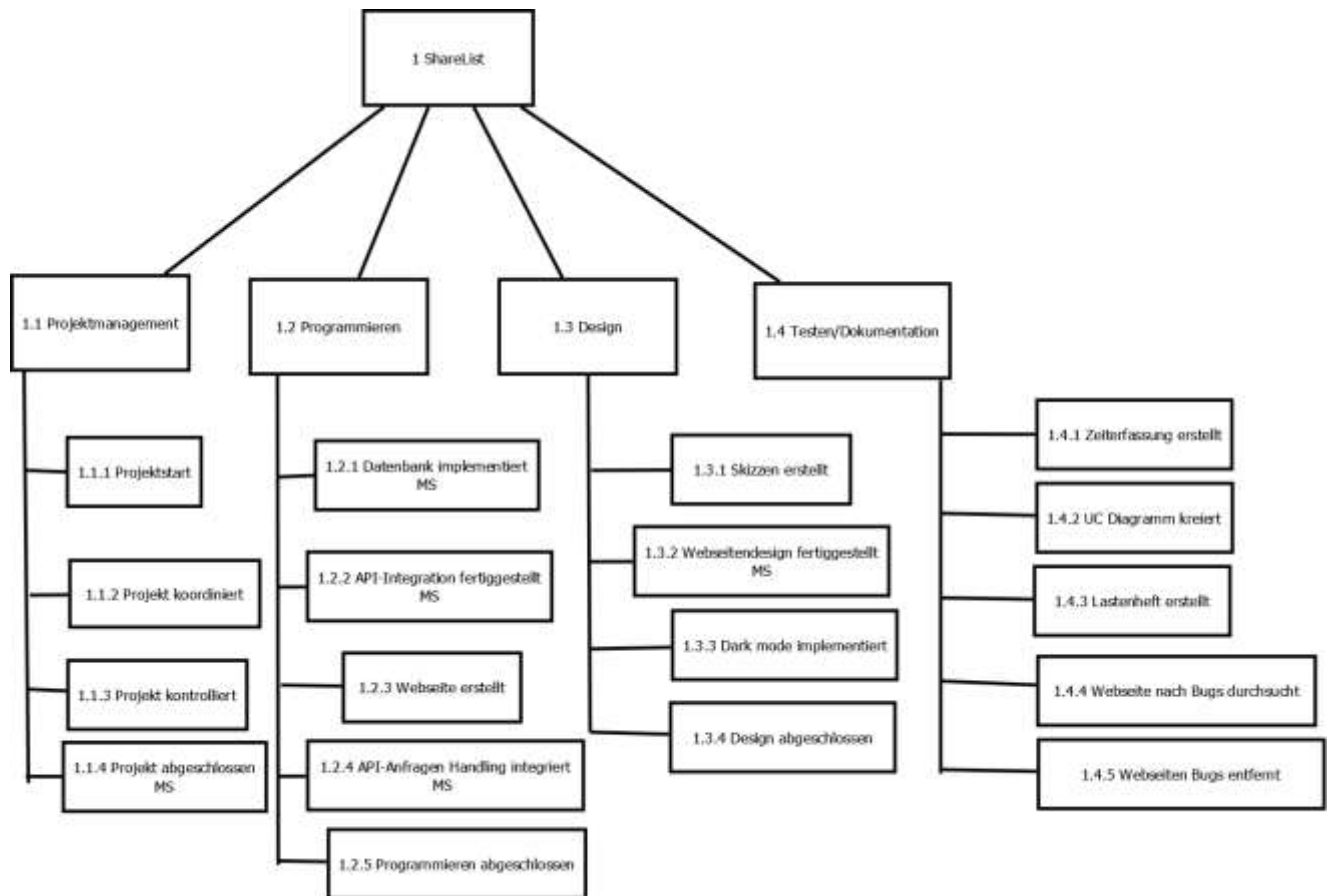 1 ShareList
1.1 Projektmanagement
1.2 Programmieren
1.3 Design
1.4 Testen/Dokumentation
1.1.1 Projektstart
1.1.2 Projekt koordiniert
1.1.3 Projekt kontrolliert
1.1.4 Projekt abgeschlossen
MS
1.2.1 Datenbank implementiert
MS
1.2.2 API-Integration fertiggestellt
MS
1.2.3 Webseite erstellt
1.2.4 API-Anfragen Handling integriert
MS
1.2.5 Programmieren abgeschlossen
1.3.1 Skizzen erstellt
1.3.2 Webseitendesign fertiggestellt
MS
1.3.3 Dark mode implementiert
1.3.4 Design abgeschlossen
1.4.1 Zeiterfassung erstellt
1.4.2 UC Diagramm kreiert
1.4.3 Lastenheft erstellt
1.4.4 Webseite nach Bugs durchsucht
1.4.5 Webseiten Bugs entfernt